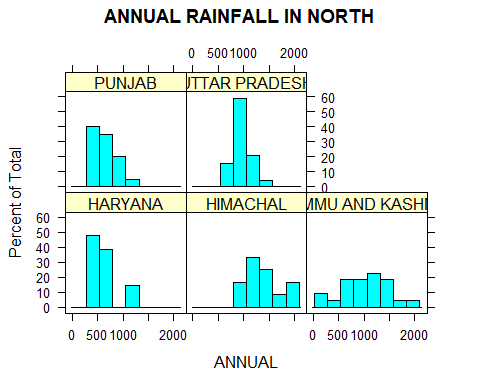 ANNUAL RAINFALL IN NORTH
0 500 1000 2000
PUNJAB UTTAR PRADESH
60
50
40
30
20
10
0
Percent of Total
HARYANA HIMACHAL MMU AND KASHI
60
50
40
30
20
10
0
0 500 1000 2000 0 500 1000 2000
ANNUAL